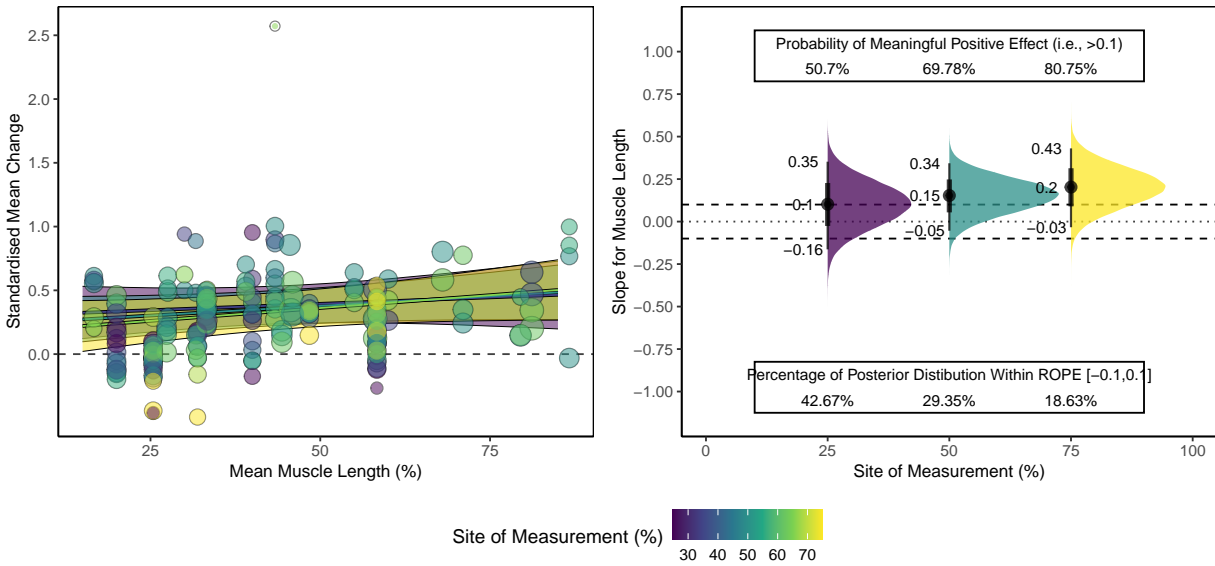 2.5
2.0
1.5
1.0
0.5
0.0
Standardised Mean Change
25
50
75
Mean Muscle Length (%)
1.00
0.75
0.50
0.25
0.00
−0.25
−0.50
−0.75
−1.00
Slope for Muscle Length
Probability of Meaningful Positive Effect (i.e., >0.1)
50.7% 69.78% 80.75%
0.35
0.1
−0.16
0.34
0.15
−0.05
0.43
0.2
−0.03
Percentage of Posterior Distibution Within ROPE [−0.1,0.1]
42.67% 29.35% 18.63%
0 25 50 75 100
Site of Measurement (%)
Site of Measurement (%)
30 40 50 60 70